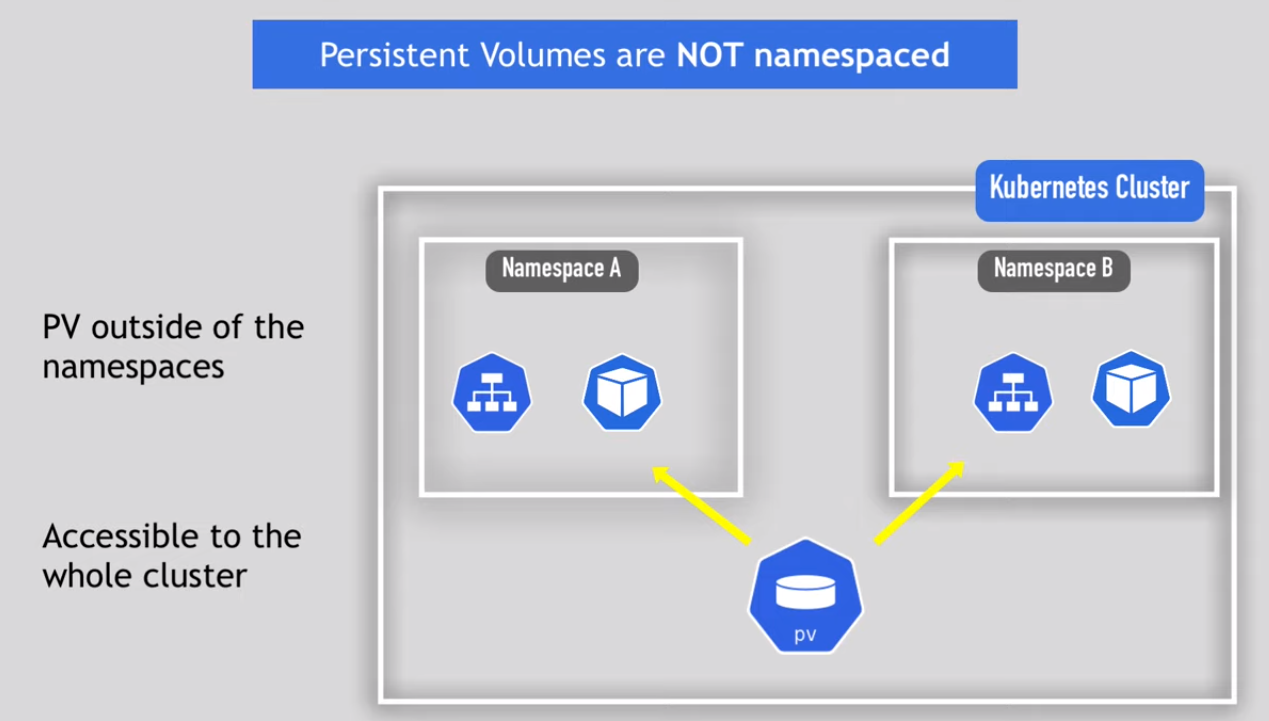 Persistent Volumes are NOT namespaced
Kubernetes Cluster
Namespace A
Namespace B
PV outside of the
namespaces
Accessible to the
whole cluster
pv